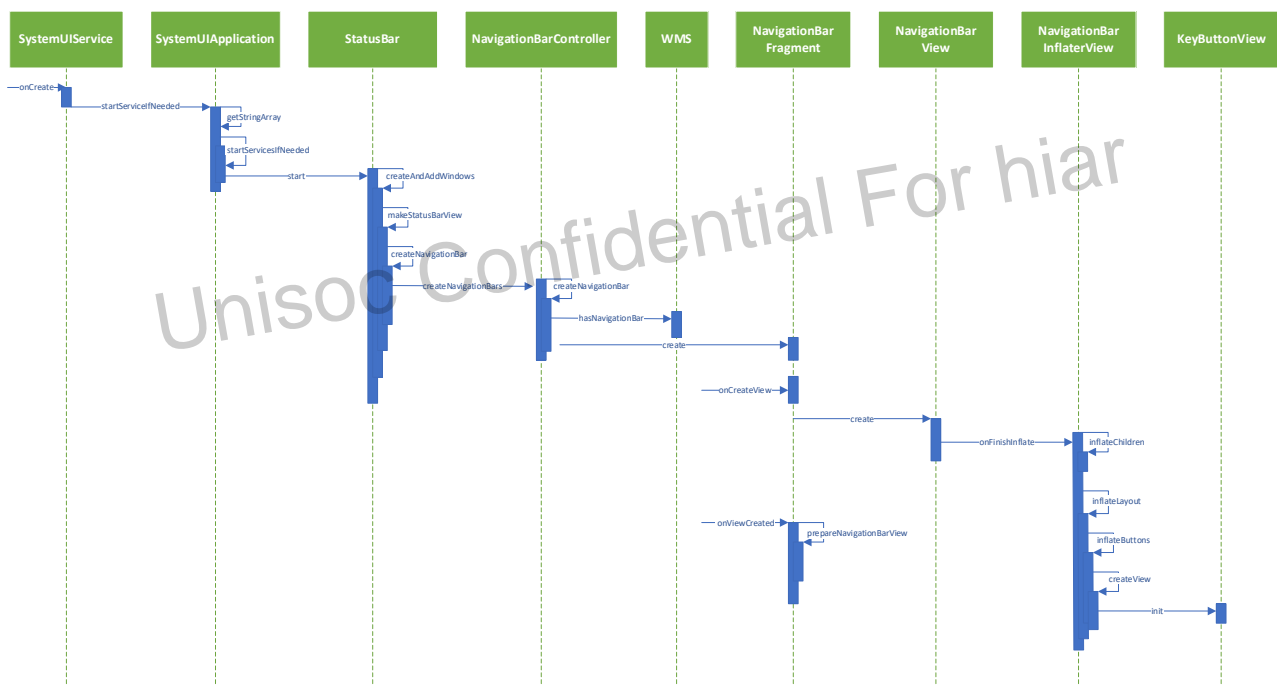 SystemUIService
SystemUIApplication
StatusBar
NavigationBarController
WMS
NavigationBar
Fragment
NavigationBar
View
NavigationBar
InflaterView
KeyButtonView
onCreate
startServiceIfNeeded
getStringArray
startServicesIfNeeded
start
createAndAddWindows
makeStatusBarView
createNavigationBar
createNavigationBars
createNavigationBar
hasNavigationBar
create
onCreateView
create
onFinishInflate
inflateChildren
inflateLayout
onViewCreated
prepareNavigationBarView
inflateButtons
createView
init
Unisoc Confidential For hiar